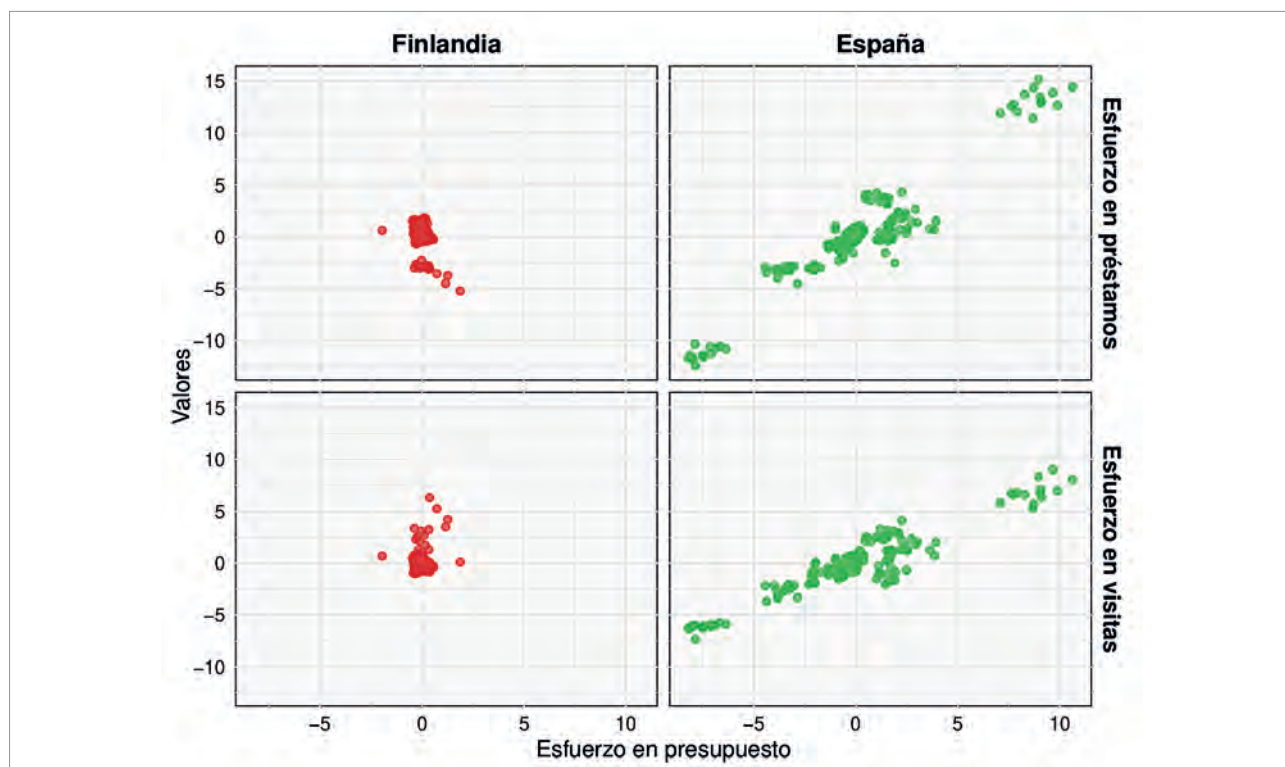 Finlandia
España
15
10
5
0
−5
−10
Esfuerzo en préstamos
Valores
15
10
5
0
−5
−10
Esfuerzo en visitas
−5 0 5 10
−5 0 5 10
Esfuerzo en presupuesto